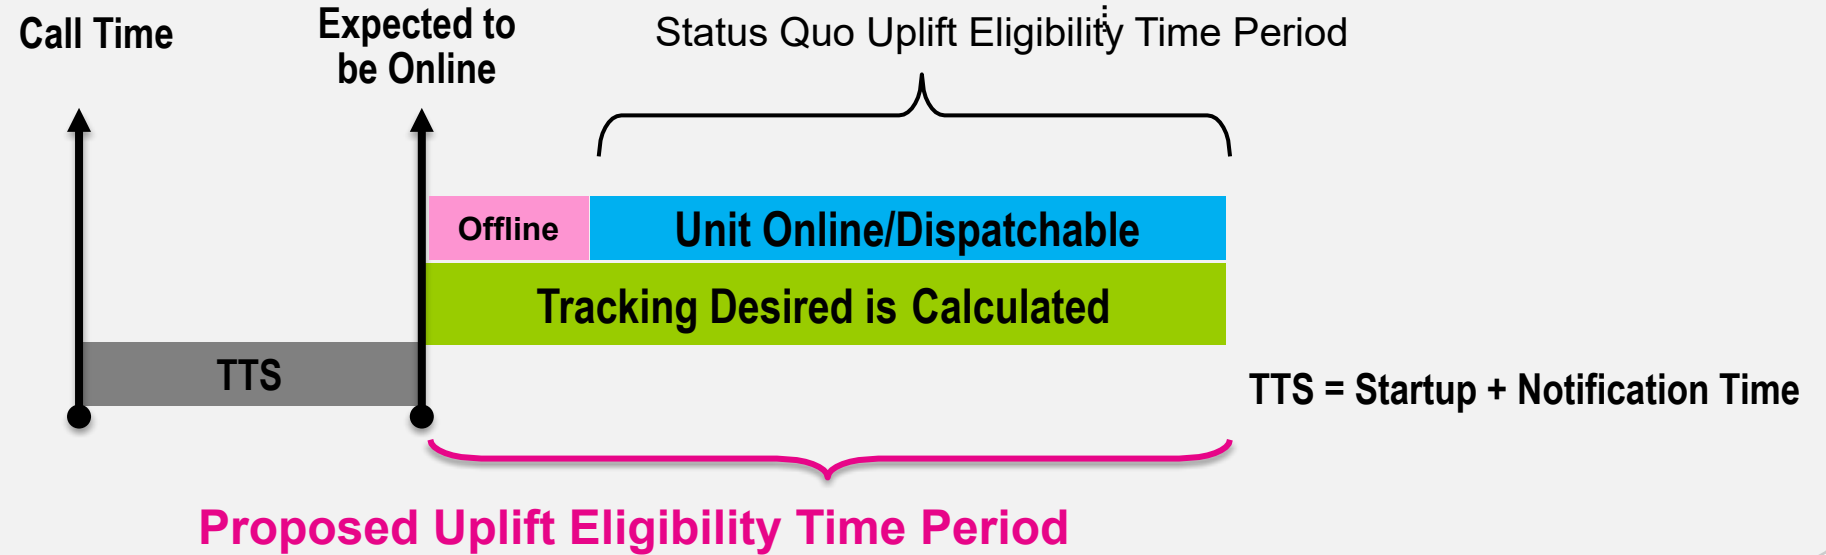 Call Time
Expected to
be Online
Status Quo Uplift Eligibility Time Period
Offline
Unit Online/Dispatchable
Tracking Desired is Calculated
TTS
TTS = Startup + Notification Time
Proposed Uplift Eligibility Time Period